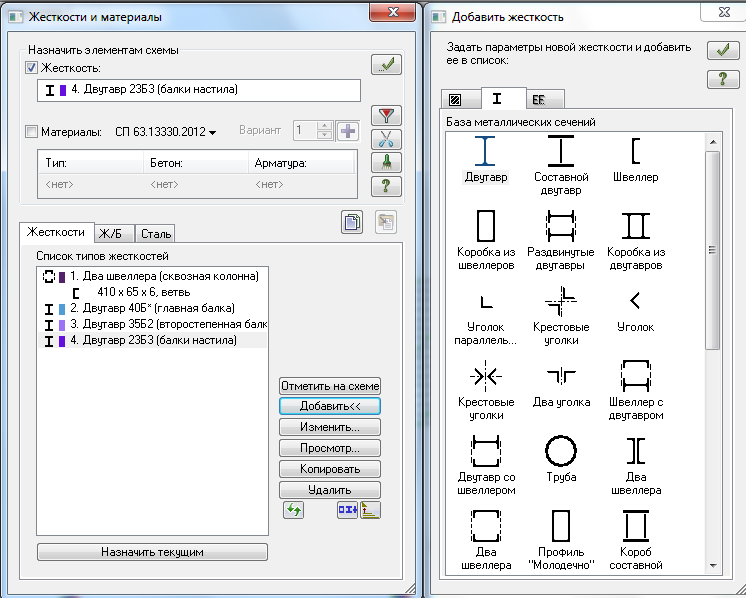 Жесткости и материалы
Назначить элементам схемы
Жесткость:
4. Двутавр 23Б3 (балки настила)
Материалы: СП 63.13330.2012 Вариант 1
Тип: Бетон: Арматура:
<нет> <нет> <нет>
Жесткости Ж/Б Сталь
Список типов жесткостей
1. Два швеллера (сквозная колонна)
410 x 65 x 6, ветвь
2. Двутавр 40Б* (главная балка)
3. Двутавр 35Б2 (второстепенная балк
4. Двутавр 23Б3 (балки настила)
Отметить на схеме
Добавить<<
Изменить...
Просмотр...
Копировать
Удалить
Назначить текущим
Добавить жесткость
Задать параметры новой жесткости и добавить
ее в список:
База металлических сечений
Двутавр Составной двутавр Швеллер
Коробка из швеллеров Раздвинутые двутавры Коробка из двутавров
Уголок параллель... Крестовые уголки Уголок
Крестовые уголки Два уголка Швеллер с двутавром
Двутавр со швеллером Труба Два швеллера
Два швеллера Профиль "Молодечно" Короб составной